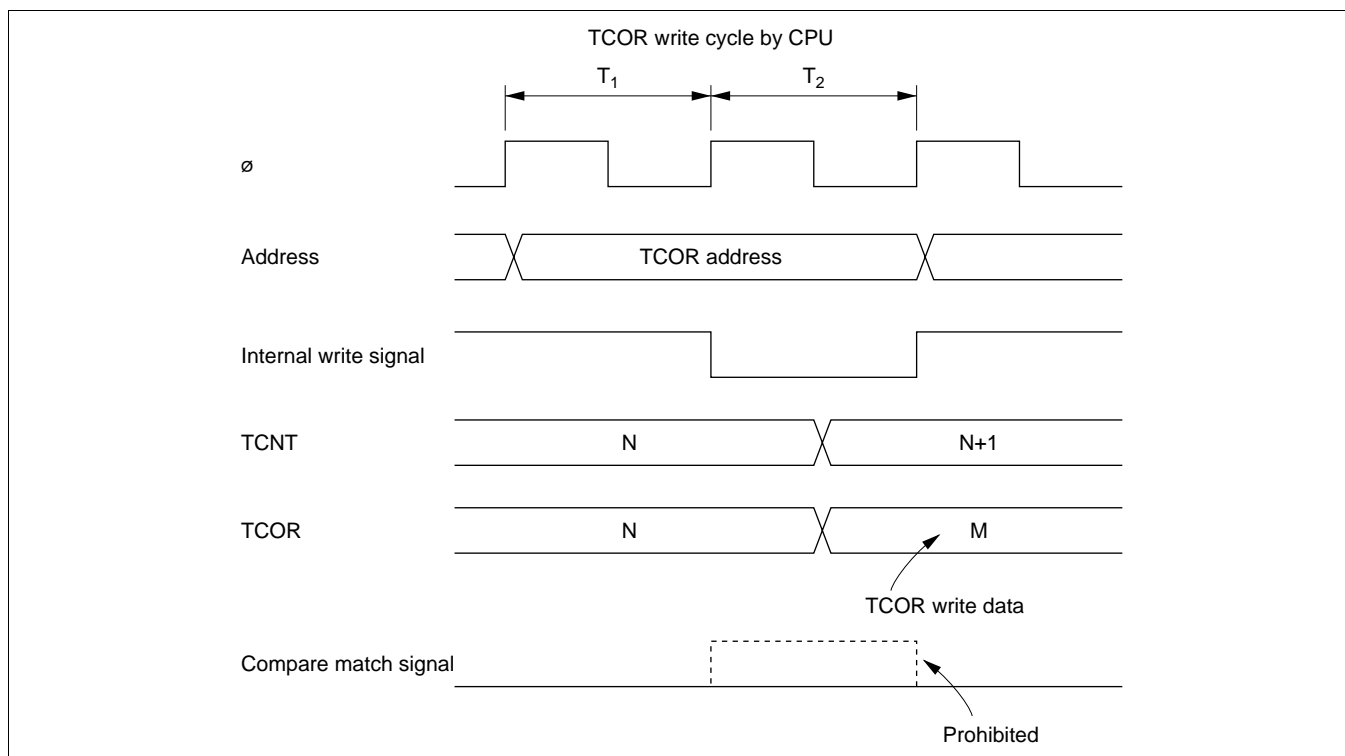 TCOR write cycle by CPU
T1 T2
ø
Address TCOR address
Internal write signal
TCNT N N+1
TCOR N M
TCOR write data
Compare match signal
Prohibited